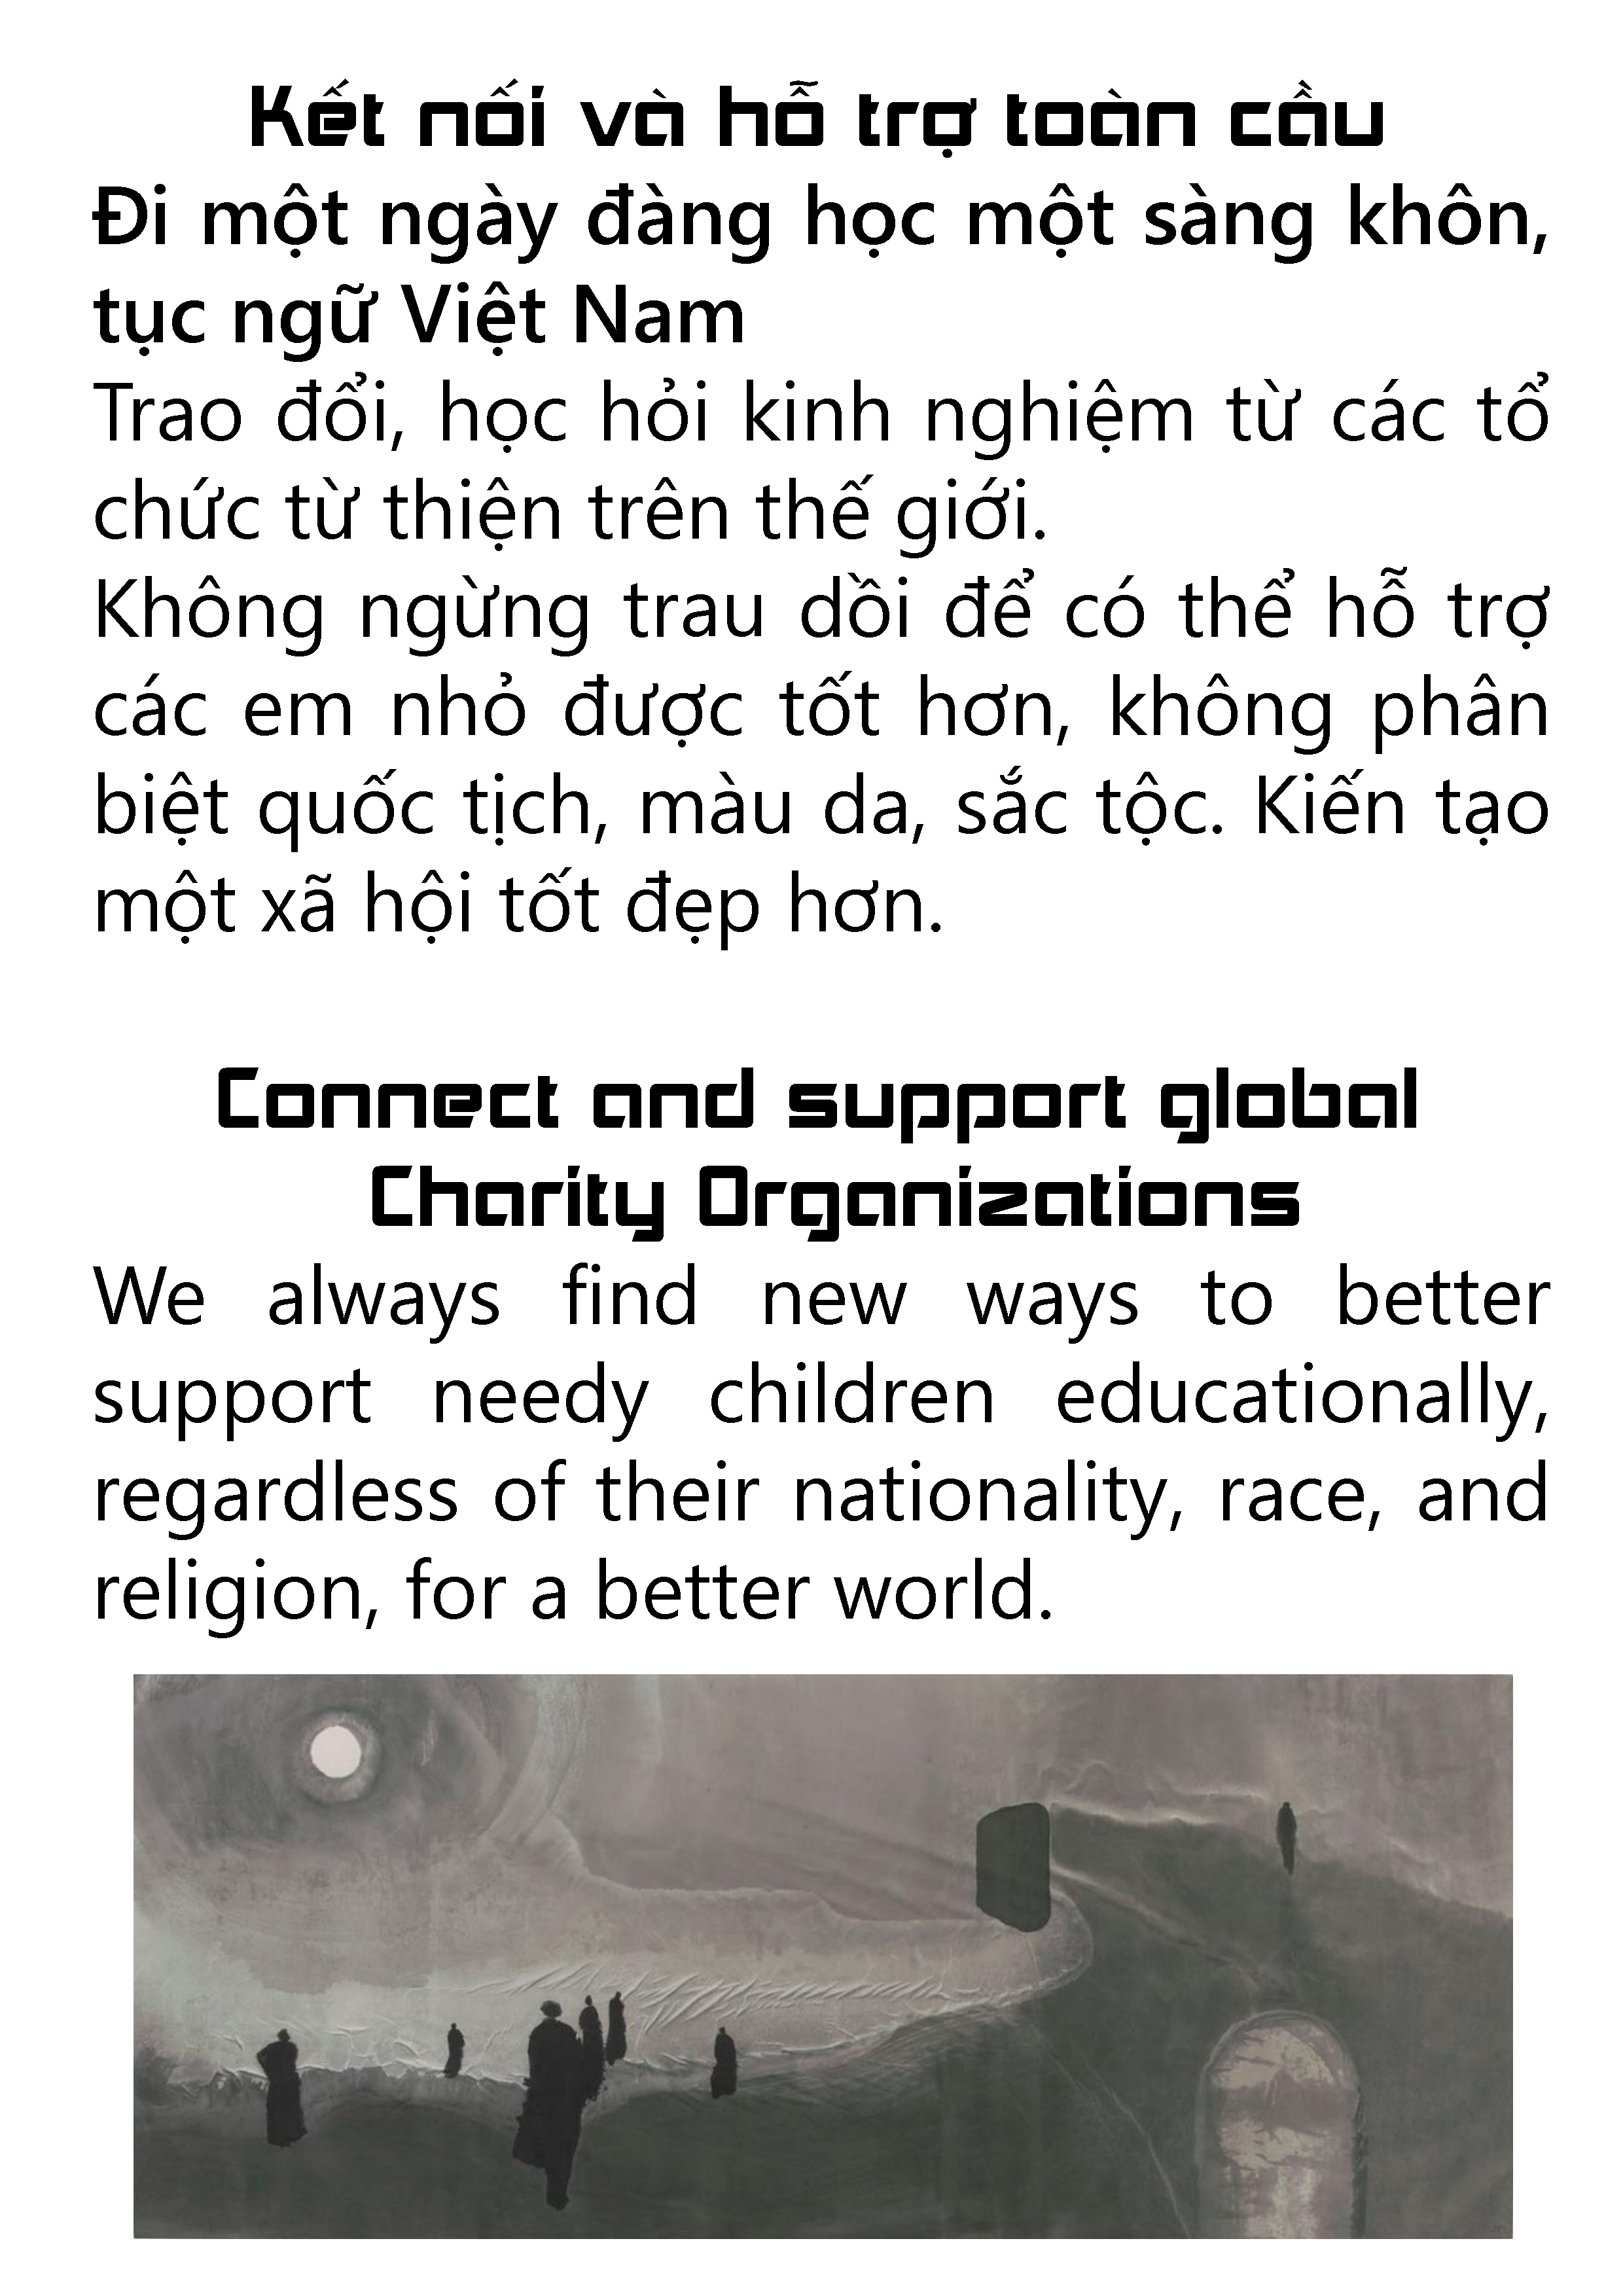 Kết nối và hỗ trợ toàn cầu
Đi một ngày đàng học một sàng khôn,
tục ngữ Việt Nam
Trao đổi, học hỏi kinh nghiệm từ các tổ
chức từ thiện trên thế giới.
Không ngừng trau dồi để có thể hỗ trợ
các em nhỏ được tốt hơn, không phân
biệt quốc tịch, màu da, sắc tộc. Kiến tạo
một xã hội tốt đẹp hơn.
Connect and support global
Charity Organizations
We always find new ways to better
support needy children educationally,
regardless of their nationality, race, and
religion, for a better world.